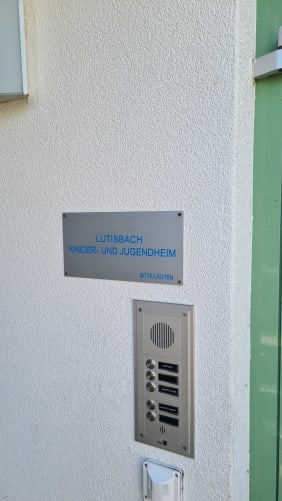 LUTISBACH
KINDER- UND JUGENDHEIM
BITTE LÄUTEN